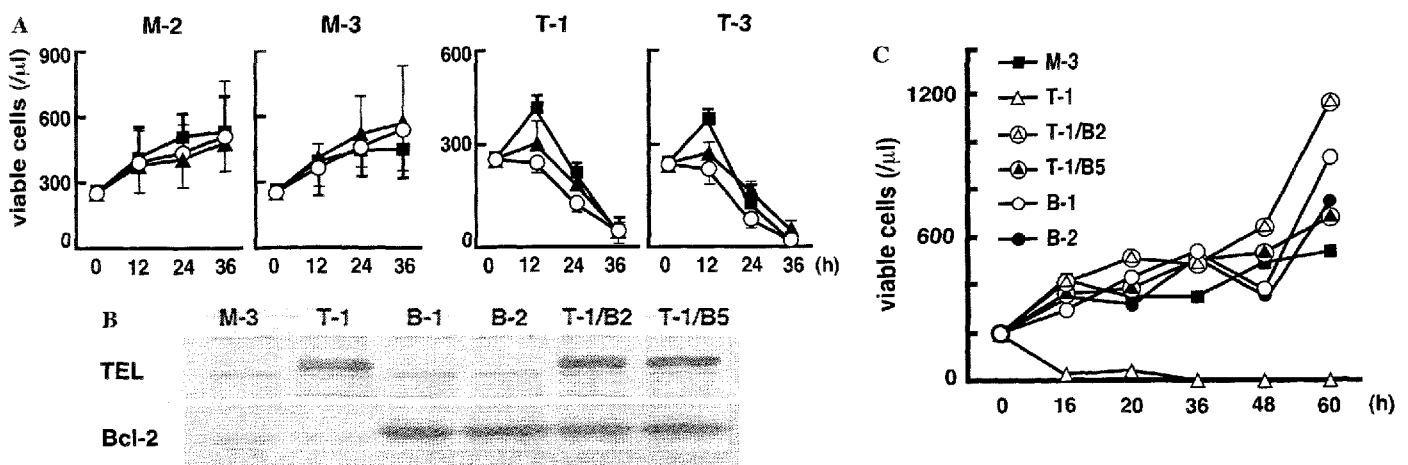 A
M-2
M-3
T-1
T-3
viable cells (/µl)
900
600
300
0
600
300
0
0 12 24 36
0 12 24 36
0 12 24 36 (h)
0 12 24 36 (h)
B
M-3 T-1 B-1 B-2 T-1/B2 T-1/B5
TEL
Bcl-2
C
M-3
T-1
T-1/B2
T-1/B5
B-1
B-2
viable cells (/µl)
1200
600
0
0 16 20 36 48 60 (h)